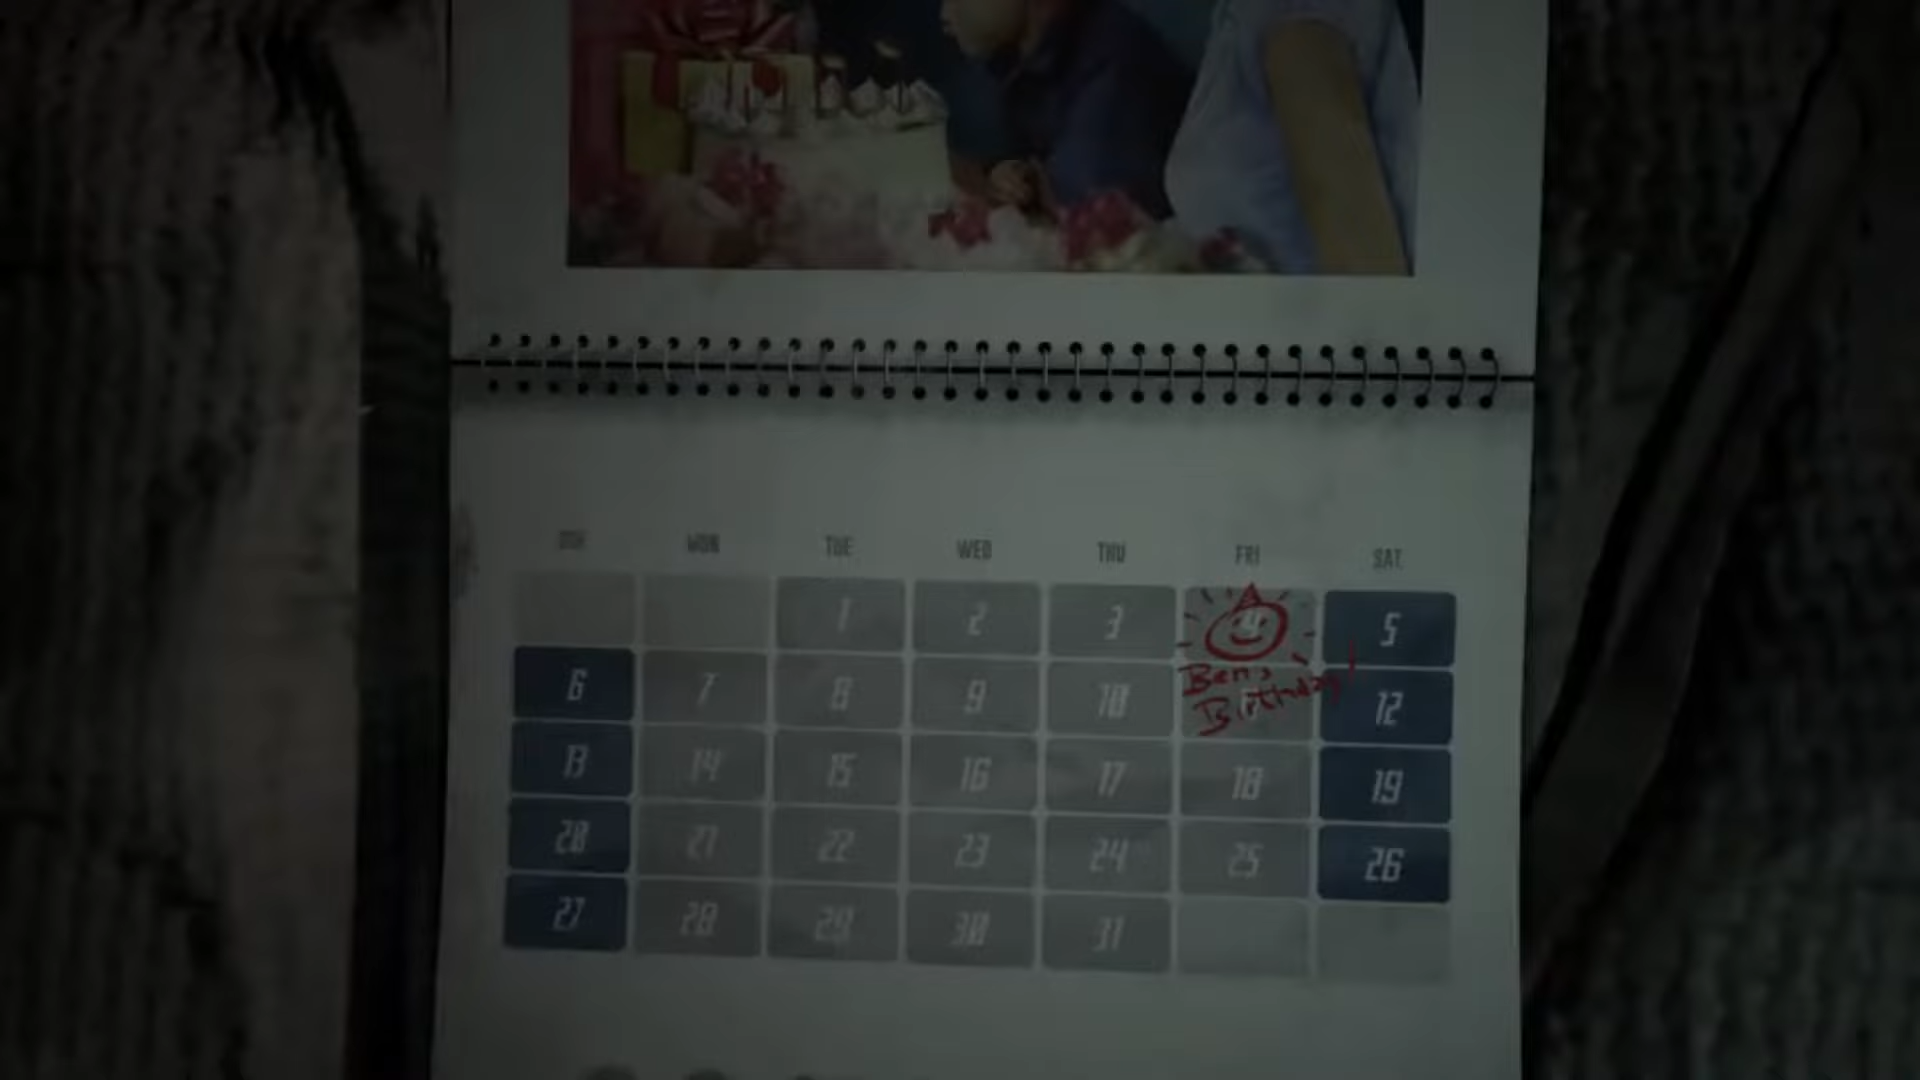 SUN MON TUE WED THU FRI SAT
1 2 3 4 5
Ben's
Birthday!
6 7 8 9 10 12
13 14 15 16 17 18 19
20 21 22 23 24 25 26
27 28 29 30 31